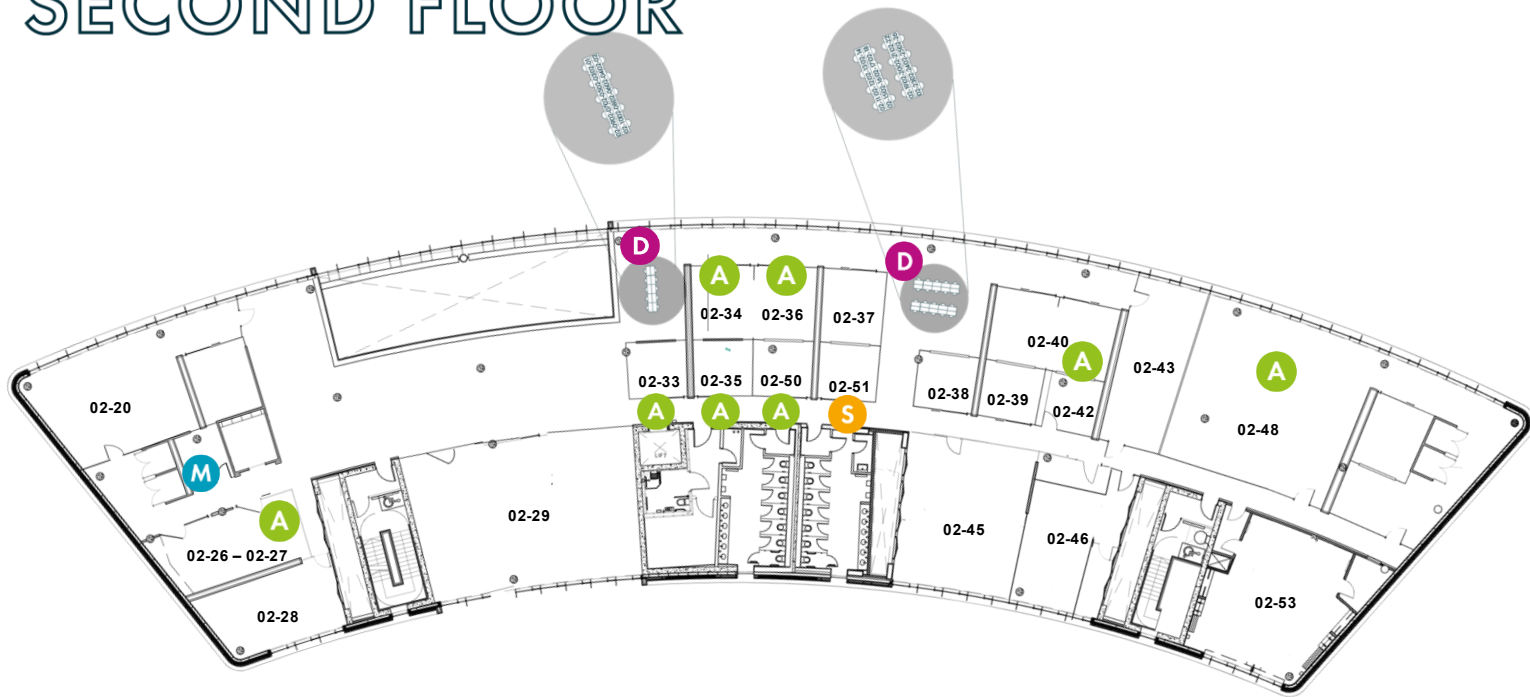 SECOND FLOOR
D
D
A
A
02-34
02-36
02-37
02-40
A
02-43
A
02-33
02-35
02-50
02-51
02-38
02-39
02-42
02-20
A
A
A
S
02-48
LIFT
M
A
02-29
02-45
02-46
02-26 – 02-27
02-28
02-53